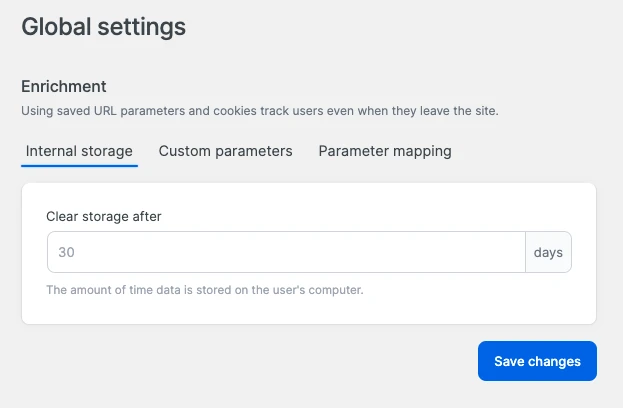 Global settings
Enrichment
Using saved URL parameters and cookies track users even when they leave the site.
Internal storage Custom parameters Parameter mapping
Clear storage after
30 days
The amount of time data is stored on the user's computer.
Save changes